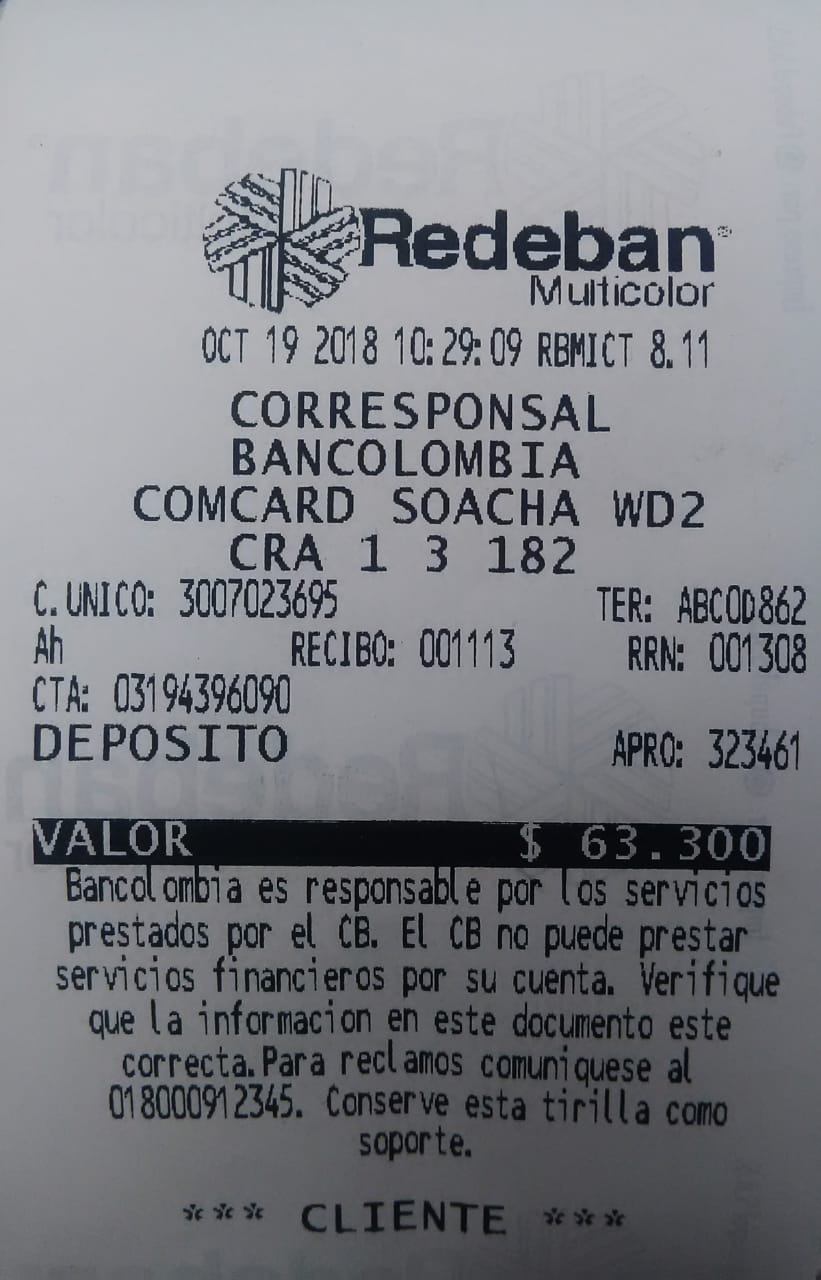 Redeban®
Multicolor
OCT 19 2018 10:29:09 RBMICT 8.11
CORRESPONSAL
BANCOLOMBIA
COMCARD SOACHA WD2
CRA 1 3 182
C.UNICO: 3007023695 TER: ABCOD862
Ah RECIBO: 001113 RRN: 001308
CTA: 03194396090
DEPOSITO APRO: 323461
VALOR $ 63.300
Bancolombia es responsable por los servicios
prestados por el CB. El CB no puede prestar
servicios financieros por su cuenta. Verifique
que la informacion en este documento este
correcta.Para reclamos comuniquese al
018000912345. Conserve esta tirilla como
soporte.
*** CLIENTE ***